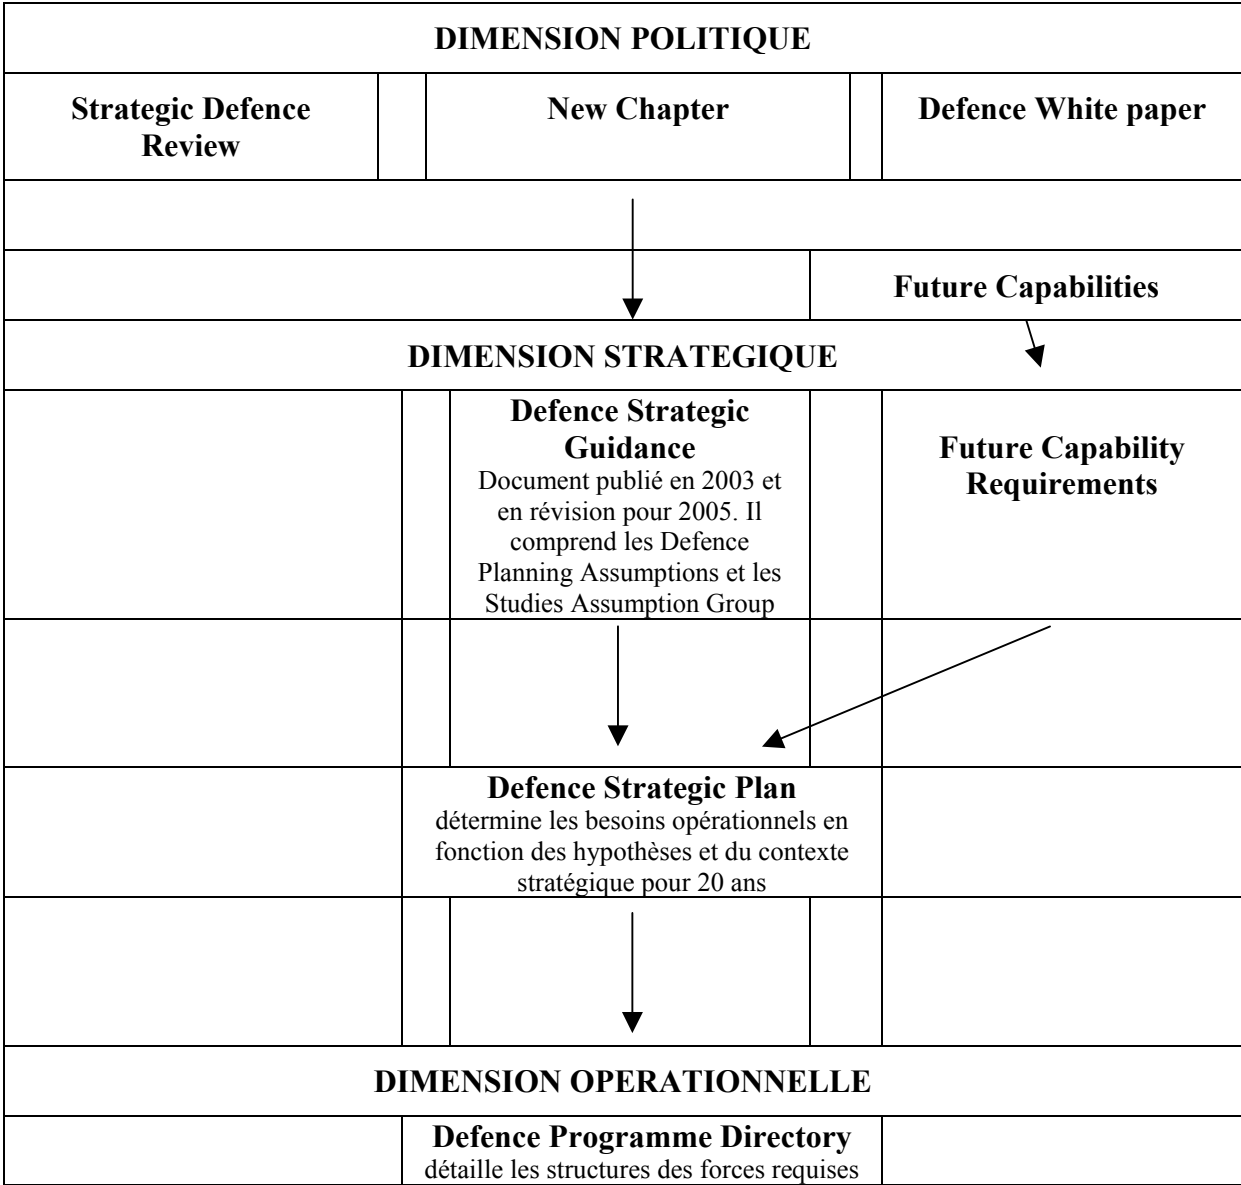 DIMENSION POLITIQUE
Strategic Defence
Review
New Chapter
Defence White paper
Future Capabilities
DIMENSION STRATEGIQUE
Defence Strategic
Guidance
Document publié en 2003 et
en révision pour 2005. Il
comprend les Defence
Planning Assumptions et les
Studies Assumption Group
Future Capability
Requirements
Defence Strategic Plan
détermine les besoins opérationnels en
fonction des hypothèses et du contexte
stratégique pour 20 ans
DIMENSION OPERATIONNELLE
Defence Programme Directory
détaille les structures des forces requises